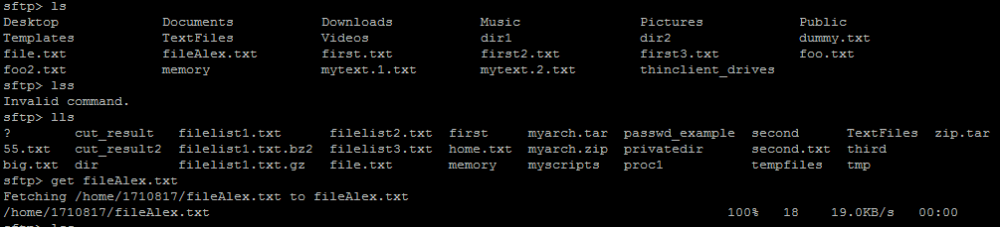 sftp> ls
Desktop Documents Downloads Music Pictures Public
Templates TextFiles Videos dir1 dir2 dummy.txt
file.txt fileAlex.txt first.txt first2.txt first3.txt foo.txt
foo2.txt memory mytext.1.txt mytext.2.txt thinclient_drives
sftp> lss
Invalid command.
sftp> lls
? cut_result filelist1.txt filelist2.txt first myarch.tar passwd_example second TextFiles zip.tar
55.txt cut_result2 filelist1.txt.bz2 filelist3.txt home.txt myarch.zip privatedir second.txt third
big.txt dir filelist1.txt.gz file.txt memory myscripts proc1 tempfiles tmp
sftp> get fileAlex.txt
Fetching /home/1710817/fileAlex.txt to fileAlex.txt
/home/1710817/fileAlex.txt 100% 18 19.0KB/s 00:00